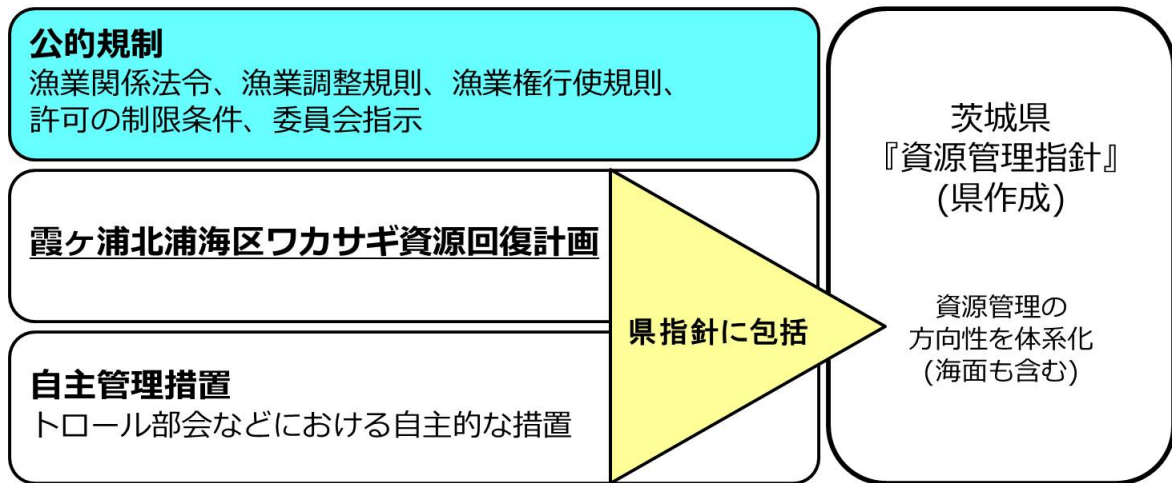 公的規制
漁業関係法令、漁業調整規則、漁業権行使規則、
許可の制限条件、委員会指示
霞ヶ浦北浦海区ワカサギ資源回復計画
自主管理措置
トロール部会などにおける自主的な措置
県指針に包括
茨城県
『資源管理指針』
(県作成)
資源管理の
方向性を体系化
(海面も含む)